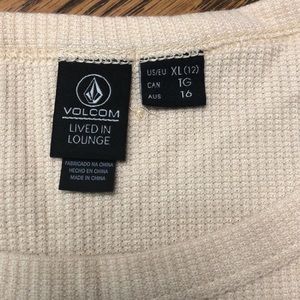 VOLCOM
LIVED IN
LOUNGE
FABRICADO NA CHINA
HECHO EN CHINA
MADE IN CHINA
US/EU XL (12)
CAN TG
AUS 16